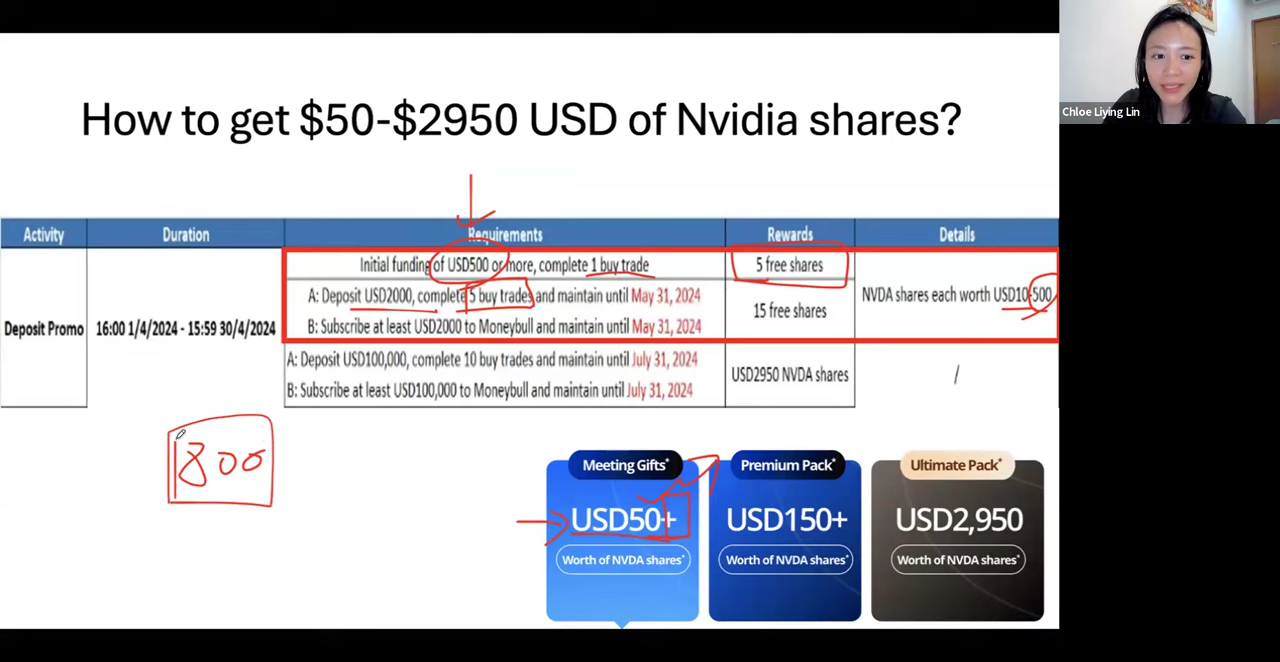 Chloe Liying Lin
How to get $50-$2950 USD of Nvidia shares?
Activity Duration Requirements Rewards Details
Initial funding of USD500 or more, complete 1 buy trade
5 free shares
A: Deposit USD2000, complete 5 buy trades and maintain until May 31, 2024
B: Subscribe at least USD2000 to Moneybull and maintain until May 31, 2024
15 free shares
NVDA shares each worth USD10-500
Deposit Promo
16:00 1/4/2024 - 15:59 30/4/2024
A: Deposit USD100,000, complete 10 buy trades and maintain until July 31, 2024
B: Subscribe at least USD100,000 to Moneybull and maintain until July 31, 2024
USD2950 NVDA shares
/
1800
Meeting Gifts*
USD50+
Worth of NVDA shares*
Premium Pack*
USD150+
Worth of NVDA shares*
Ultimate Pack*
USD2,950
Worth of NVDA shares*